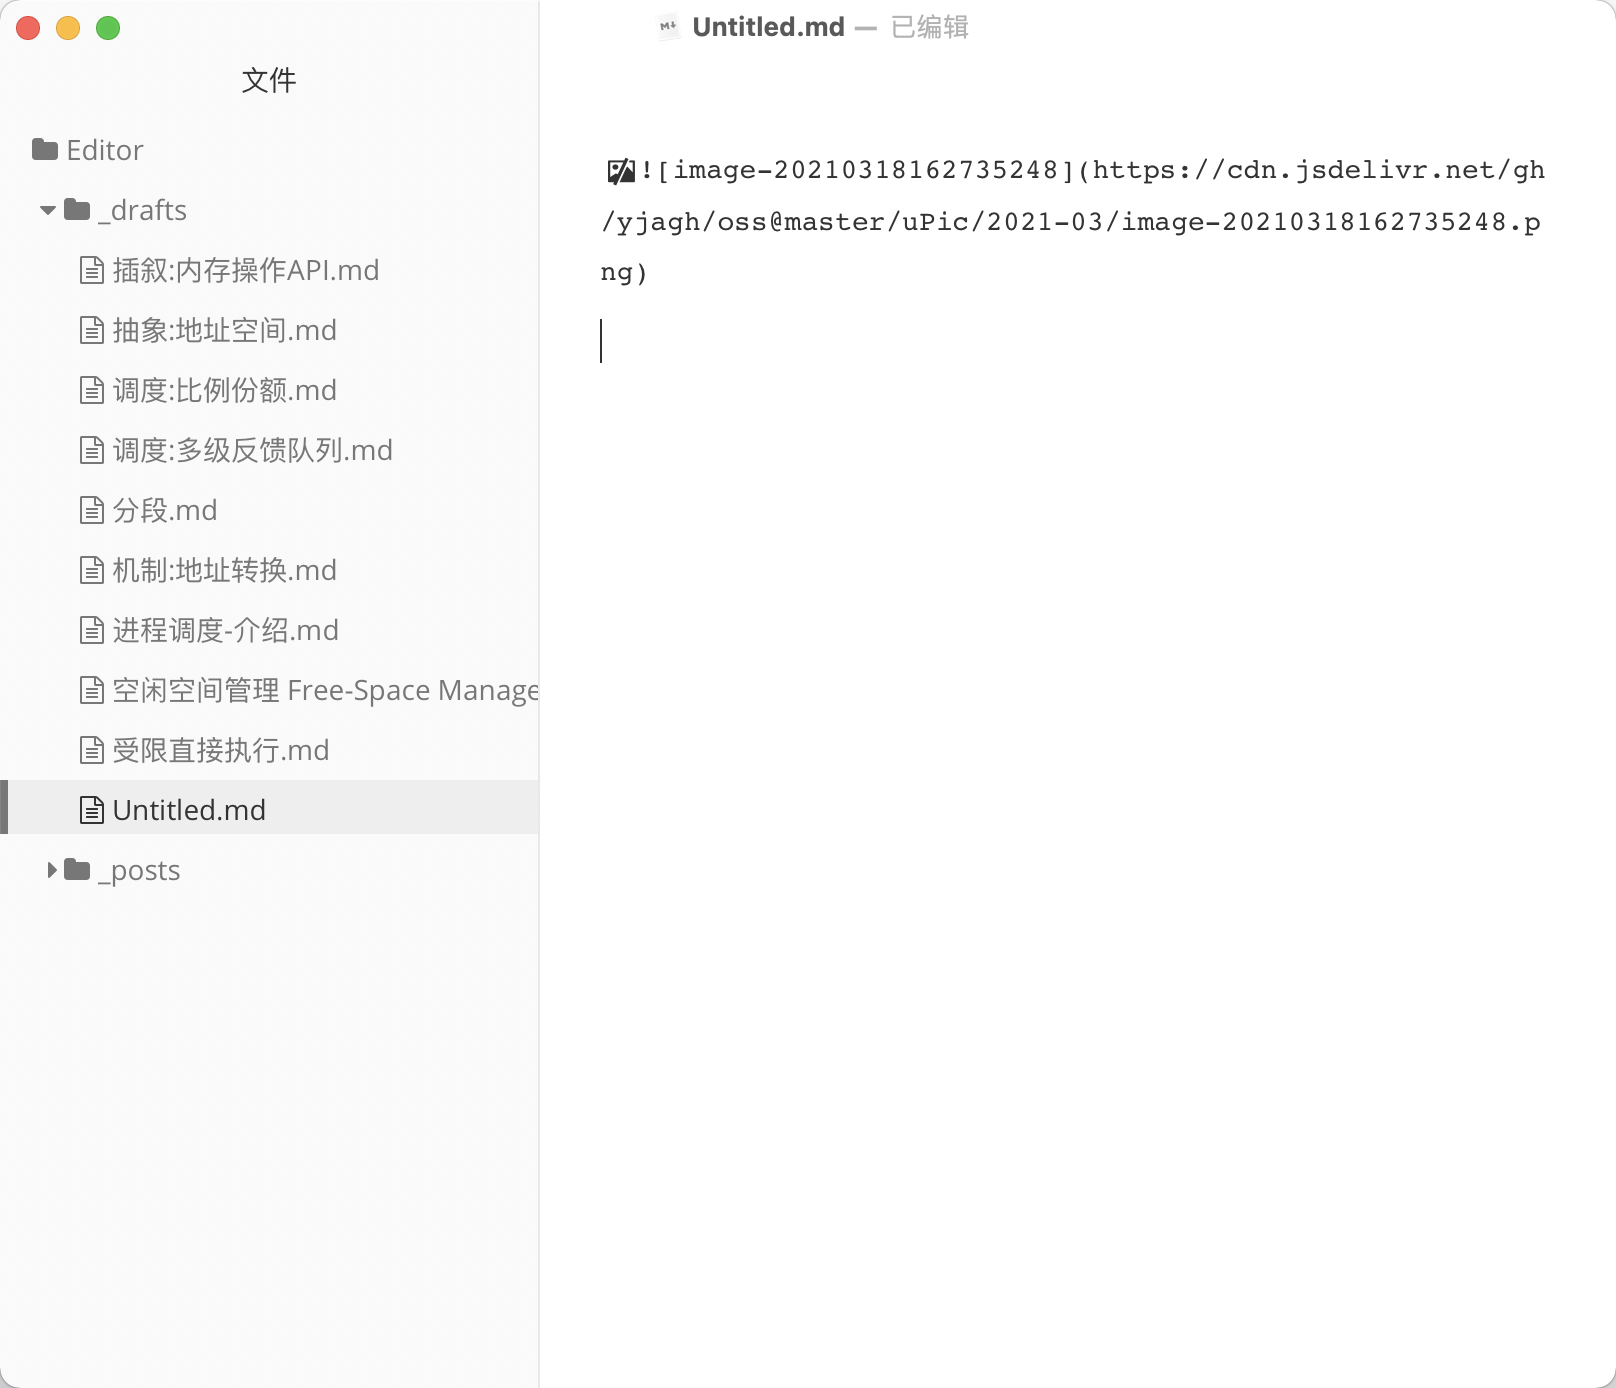 Untitled.md — 已编辑
文件
Editor
_drafts
插叙:内存操作API.md
抽象:地址空间.md
调度:比例份额.md
调度:多级反馈队列.md
分段.md
机制:地址转换.md
进程调度-介绍.md
空闲空间管理 Free-Space Manage
受限直接执行.md
Untitled.md
_posts
![image-20210318162735248](https://cdn.jsdelivr.net/gh
/yjagh/oss@master/uPic/2021-03/image-20210318162735248.p
ng)